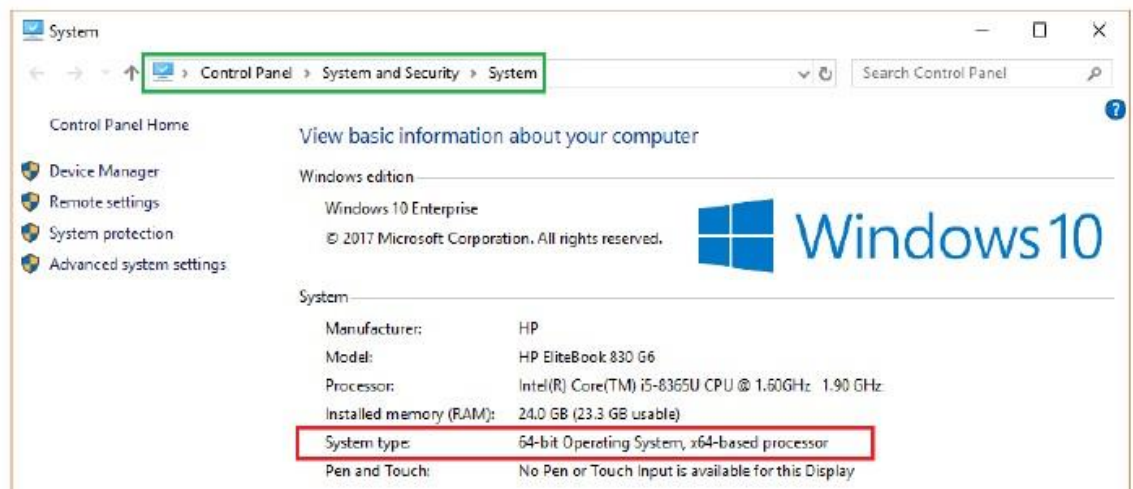 System
Control Panel > System and Security > System
Search Control Panel
?
Control Panel Home
Device Manager
Remote settings
System protection
Advanced system settings
View basic information about your computer
Windows edition
Windows 10 Enterprise
© 2017 Microsoft Corporation. All rights reserved.
Windows 10
System
Manufacturer: HP
Model: HP EliteBook 830 G6
Processor: Intel(R) Core(TM) i5-8365U CPU @ 1.60GHz 1.90 GHz
Installed memory (RAM): 24.0 GB (23.3 GB usable)
System type: 64-bit Operating System, x64-based processor
Pen and Touch: No Pen or Touch Input is available for this Display